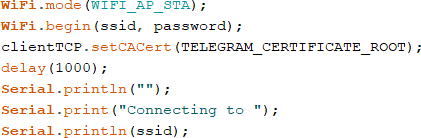 WiFi.mode(WIFI_AP_STA);
WiFi.begin(ssid, password);
clientTCP.setCACert(TELEGRAM_CERTIFICATE_ROOT);
delay(1000);
Serial.println("");
Serial.print("Connecting to ");
Serial.println(ssid);